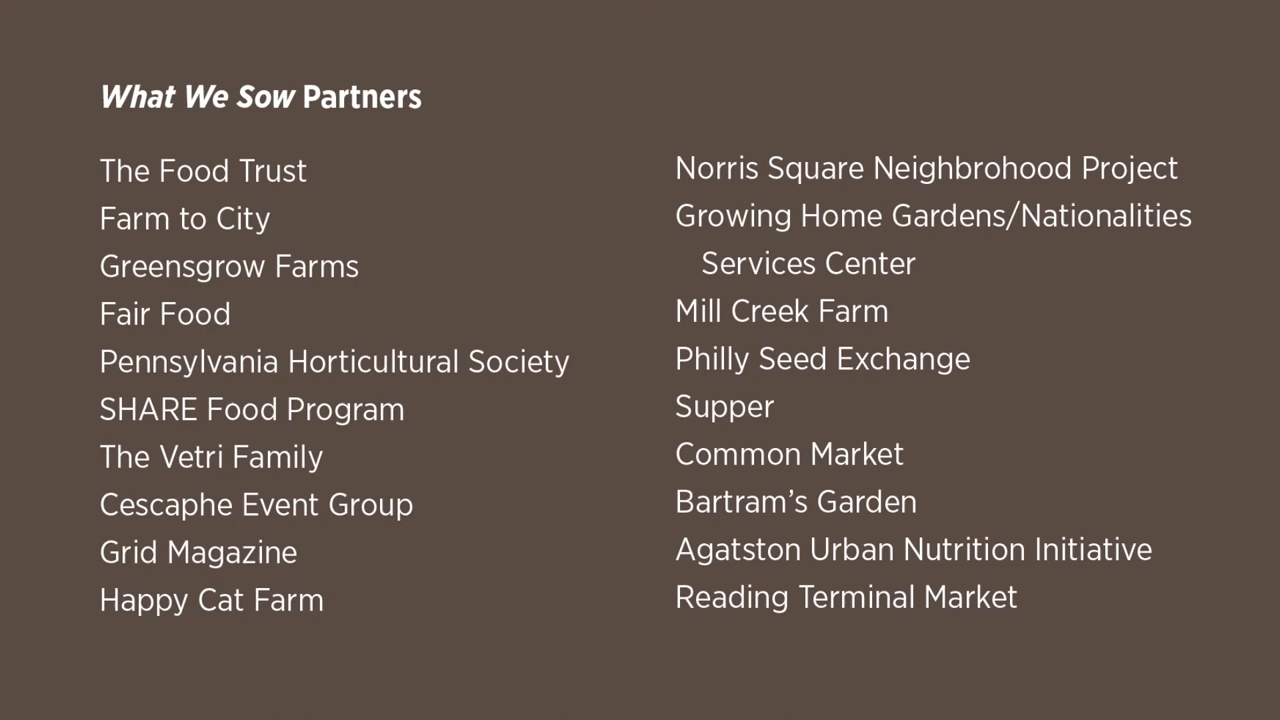 What We Sow Partners
The Food Trust
Farm to City
Greensgrow Farms
Fair Food
Pennsylvania Horticultural Society
SHARE Food Program
The Vetri Family
Cescaphe Event Group
Grid Magazine
Happy Cat Farm
Norris Square Neighbrohood Project
Growing Home Gardens/Nationalities
Services Center
Mill Creek Farm
Philly Seed Exchange
Supper
Common Market
Bartram’s Garden
Agatston Urban Nutrition Initiative
Reading Terminal Market